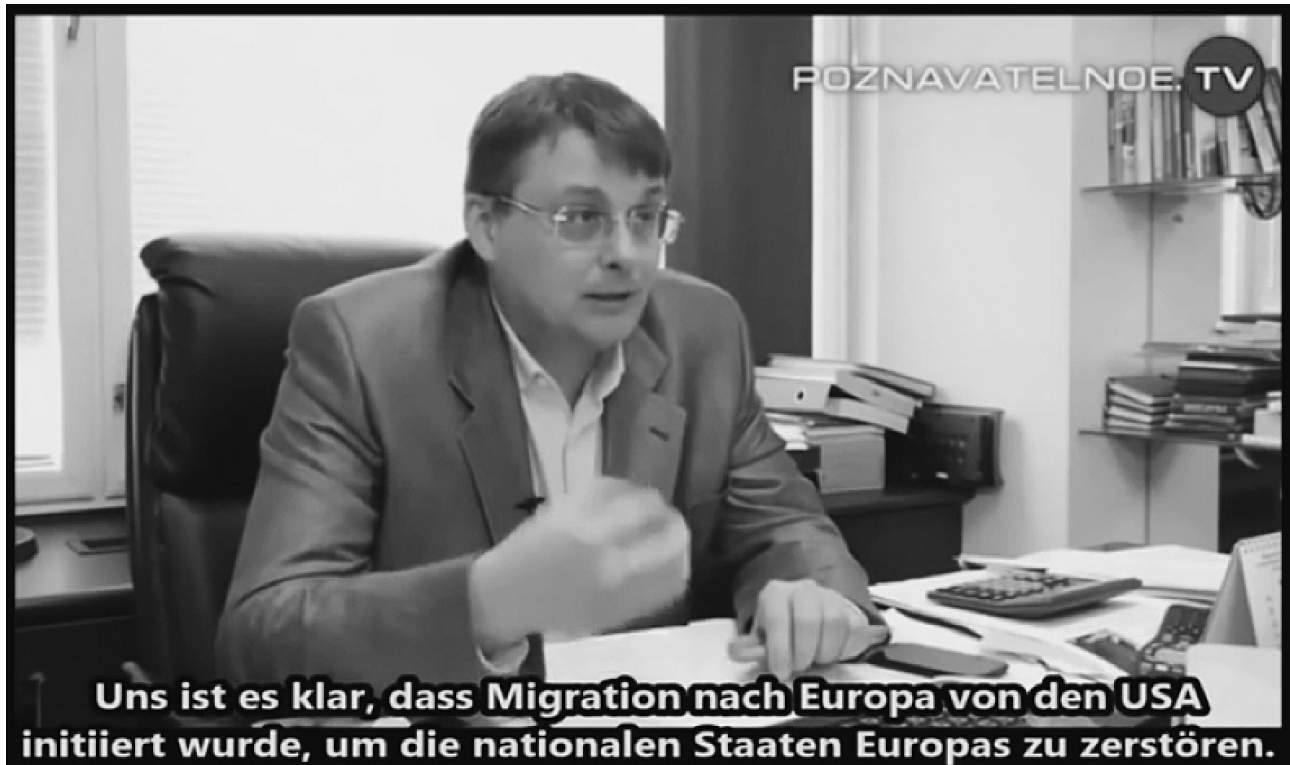 POZNAVATELNOE.TV
Uns ist es klar, dass Migration nach Europa von den USA
initiiert wurde, um die nationalen Staaten Europas zu zerstören.